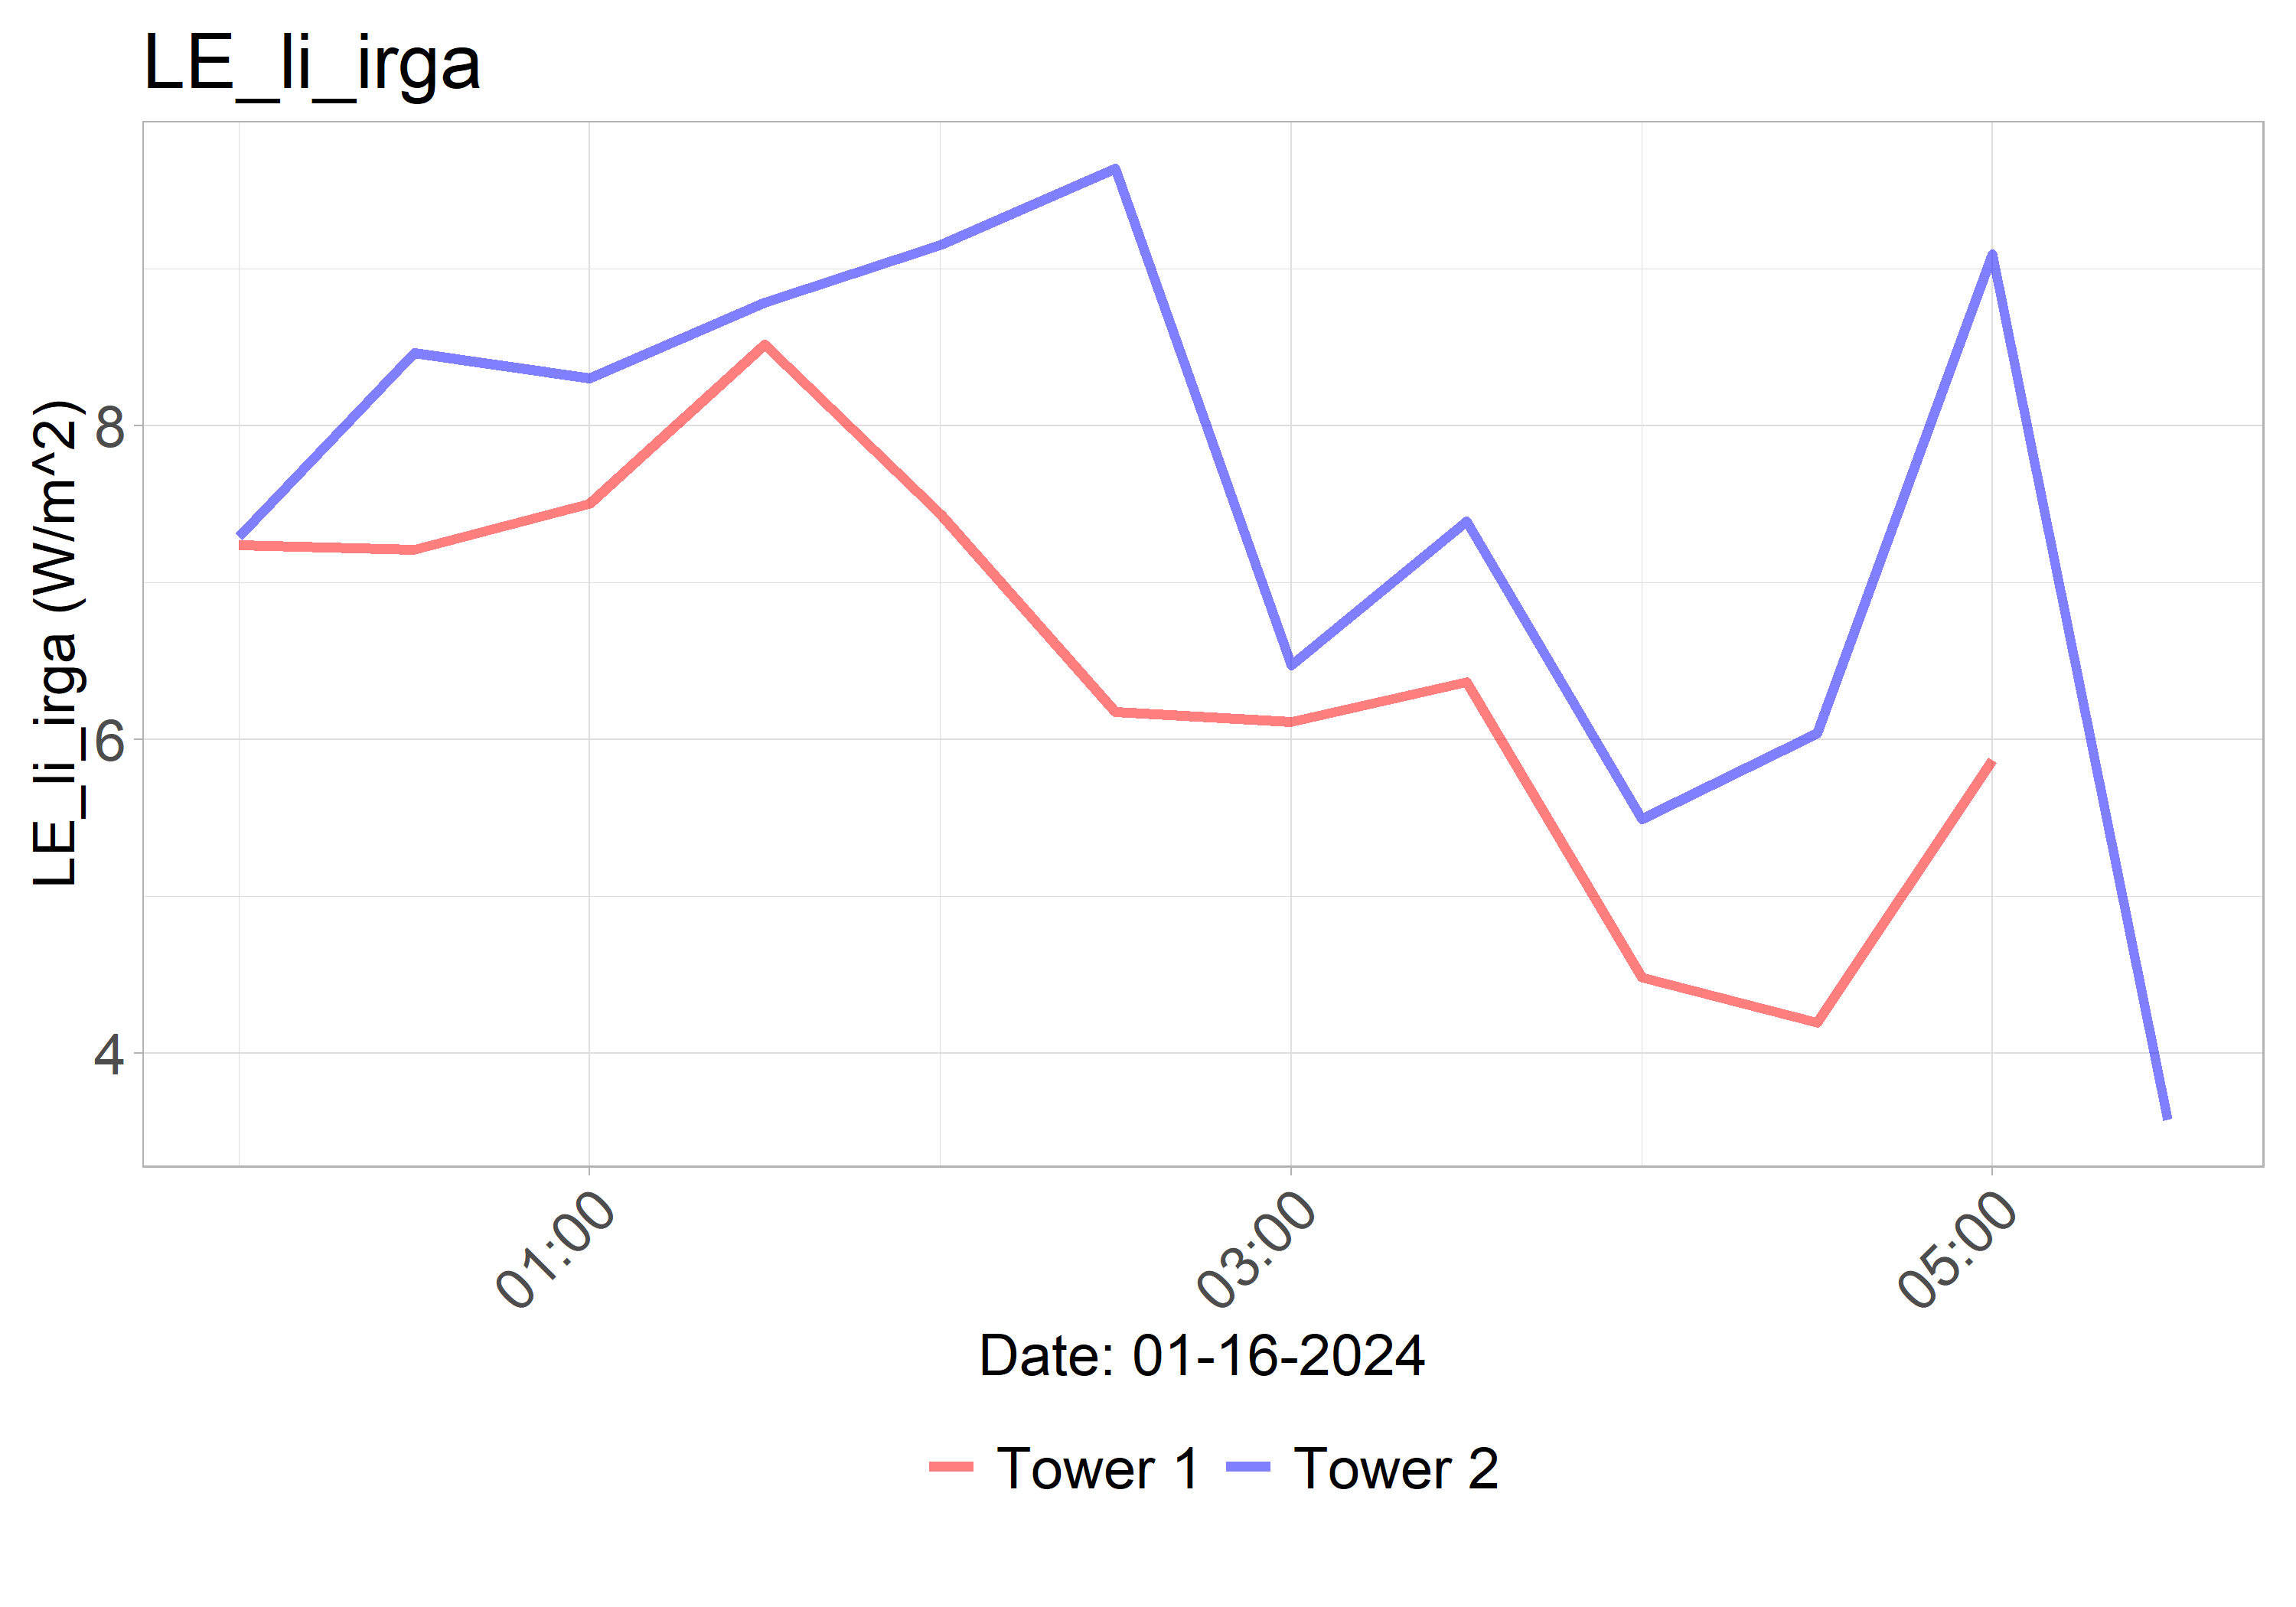 LE_li_irga
LE_li_irga (W/m^2)
8
6
4
01:00
03:00
05:00
Date: 01-16-2024
Tower 1
Tower 2